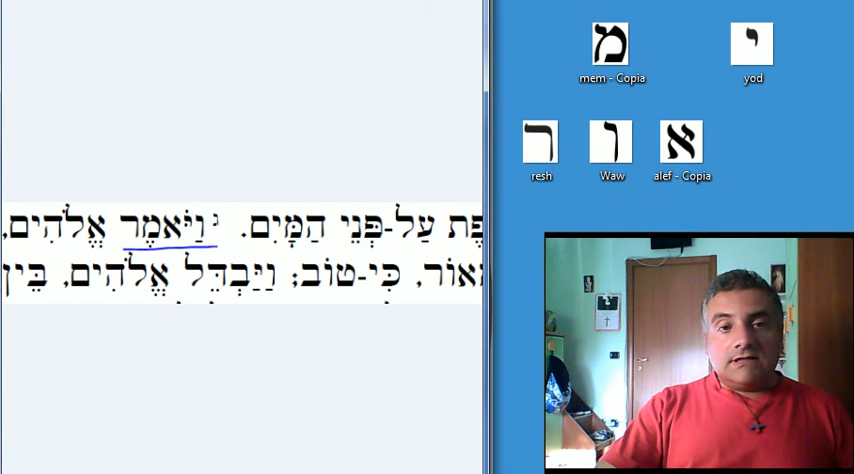 פֶת עַל-פְּנֵי הַמָּיִם. ג וַיֹּאמֶר אֱלֹהִים,
אוֹר, כִּי-טוֹב; וַיַּבְדֵּל אֱלֹהִים, בֵּין
מ
mem - Copia
י
yod
ר
resh
ו
Waw
א
alef - Copia